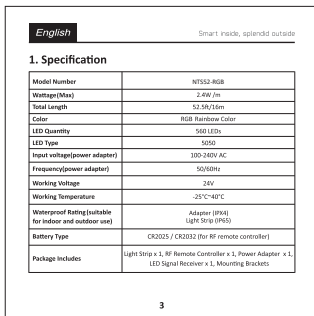 English
Smart inside, splendid outside
1. Specification
Model Number NTS52-RGB
Wattage(Max) 2.4W /m
Total Length 52.5ft/16m
Color RGB Rainbow Color
LED Quantity 560 LEDs
LED Type 5050
Input voltage(power adapter) 100-240V AC
Frequency(power adapter) 50/60Hz
Working Voltage 24V
Working Temperature -25°C~40°C
Waterproof Rating(suitable Adapter (IPX4)
for indoor and outdoor use) Light Strip (IP65)
Battery Type CR2025 / CR2032 (for RF remote controller)
Package Includes Light Strip x 1, RF Remote Controller x 1, Power Adapter x 1,
LED Signal Receiver x 1, Mounting Brackets
3